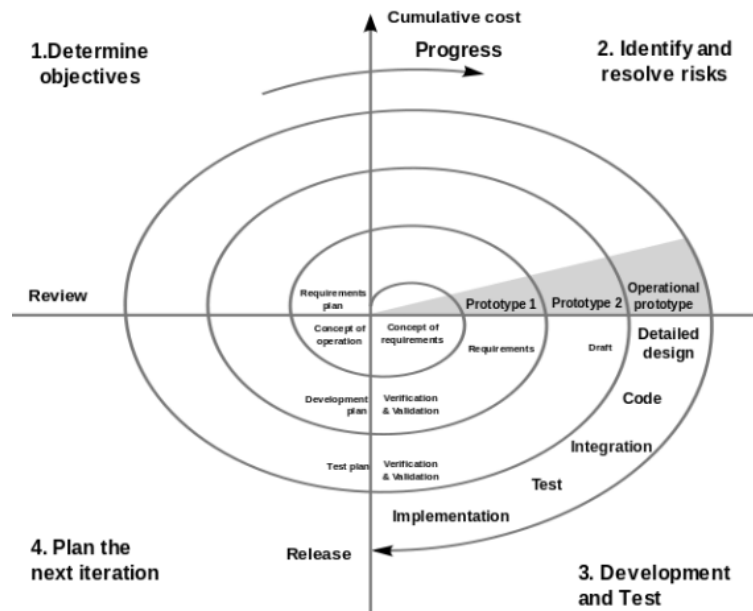 Cumulative cost
Progress
1.Determine
objectives
2. Identify and
resolve risks
Review
Requirements
plan
Prototype 1
Prototype 2
Operational
prototype
Concept of
operation
Concept of
requirements
Requirements
Draft
Detailed
design
Development
plan
Verification
& Validation
Code
Integration
Test plan
Verification
& Validation
Test
Implementation
4. Plan the
next iteration
Release
3. Development
and Test